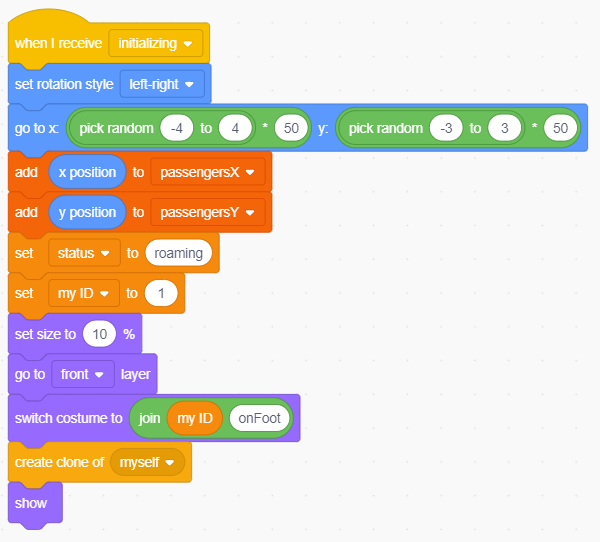 when I receive initializing
set rotation style left-right
go to x: pick random -4 to 4 * 50 y: pick random -3 to 3 * 50
add x position to passengersX
add y position to passengersY
set status to roaming
set my ID to 1
set size to 10 %
go to front layer
switch costume to join my ID onFoot
create clone of myself
show